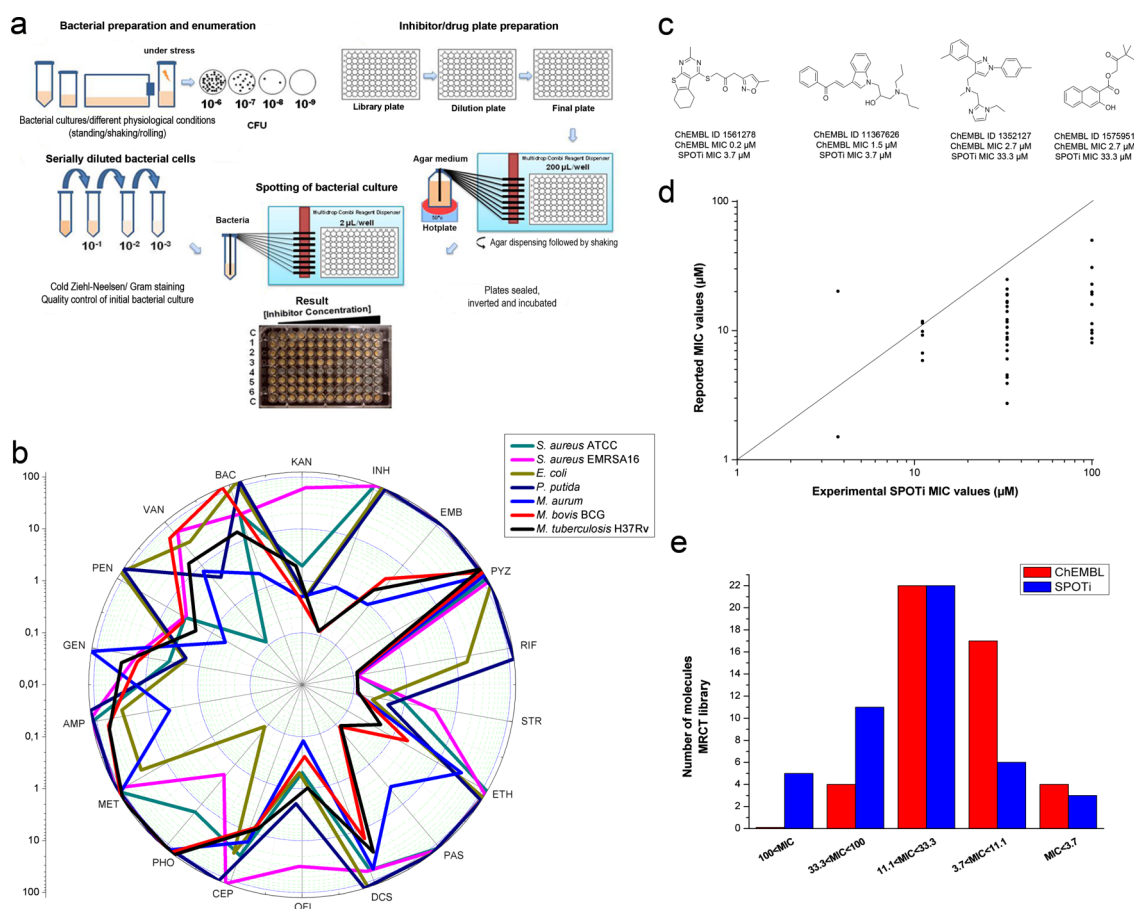 a
Bacterial preparation and enumeration
under stress
10-6 10-7 10-8 10-9
CFU
Bacterial cultures/different physiological conditions
(standing/shaking/rolling)
Serially diluted bacterial cells
10-1 10-2 10-3
Cold Ziehl-Neelsen/ Gram staining
Quality control of initial bacterial culture
Inhibitor/drug plate preparation
Library plate Dilution plate Final plate
Agar medium
Multidrop Combi Reagent Dispenser
200 µL/well
Hotplate
Agar dispensing followed by shaking
Plates sealed,
inverted and incubated
Spotting of bacterial culture
Bacteria
Multidrop Combi Reagent Dispenser
2 µL/well
Result
[Inhibitor Concentration]
C
1
2
3
4
5
6
C
b
S. aureus ATCC
S. aureus EMRSA16
E. coli
P. putida
M. aurum
M. bovis BCG
M. tuberculosis H37Rv
100
10
1
0,1
0,01
0,1
1
10
100
KAN
INH
EMB
PYZ
RIF
STR
ETH
PAS
DCS
OFL
CEP
PHO
MET
AMP
GEN
PEN
VAN
BAC
c
ChEMBL ID 1561278
ChEMBL MIC 0.2 µM
SPOTi MIC 3.7 µM
ChEMBL ID 11367626
ChEMBL MIC 1.5 µM
SPOTi MIC 3.7 µM
ChEMBL ID 1352127
ChEMBL MIC 2.7 µM
SPOTi MIC 33.3 µM
ChEMBL ID 1575951
ChEMBL MIC 2.7 µM
SPOTi MIC 33.3 µM
d
Reported MIC values (µM)
100
10
1
1 10 100
Experimental SPOTi MIC values (µM)
e
ChEMBL
SPOTi
Number of molecules
MRCT library
22
20
18
16
14
12
10
8
6
4
2
0
100<MIC
33.3<MIC<100
11.1<MIC<33.3
3.7<MIC<11.1
MIC<3.7